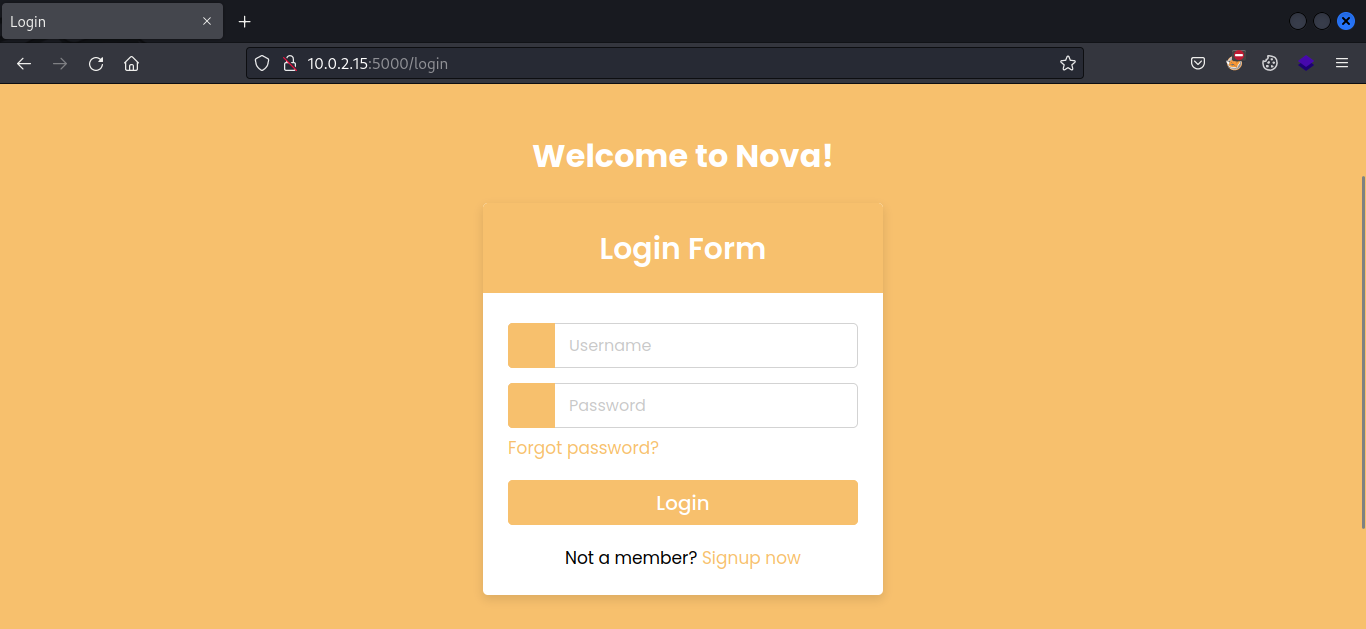 Login
10.0.2.15:5000/login
Welcome to Nova!
Login Form
Username
Password
Forgot password?
Login
Not a member? Signup now